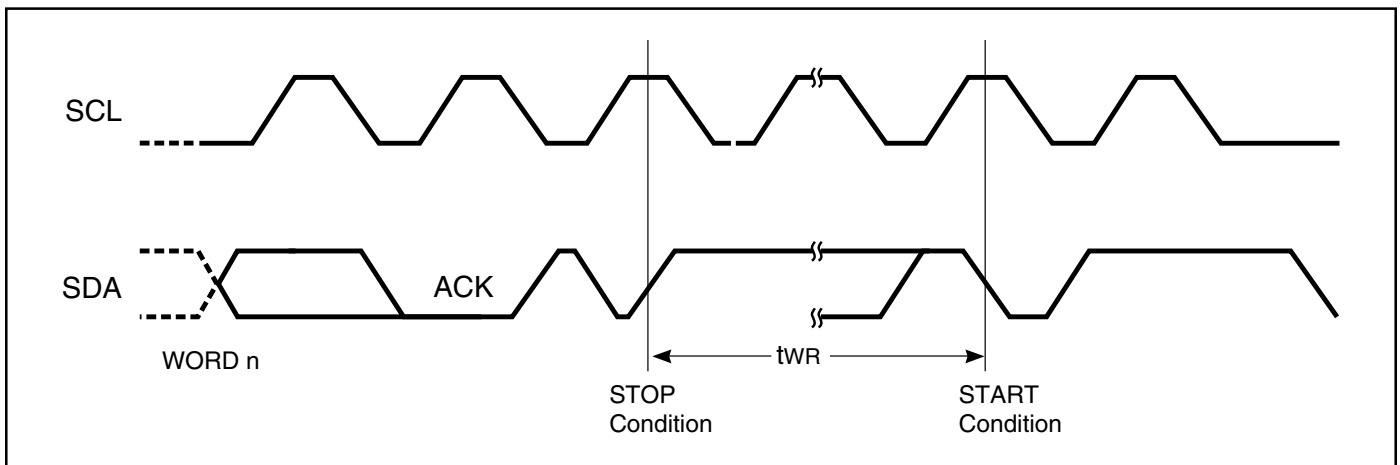 SCL
SDA
ACK
WORD n
tWR
STOP
Condition
START
Condition